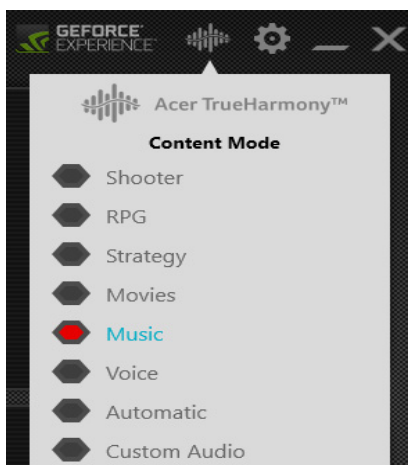 GEFORCE
EXPERIENCE
Acer TrueHarmony™
Content Mode
Shooter
RPG
Strategy
Movies
Music
Voice
Automatic
Custom Audio